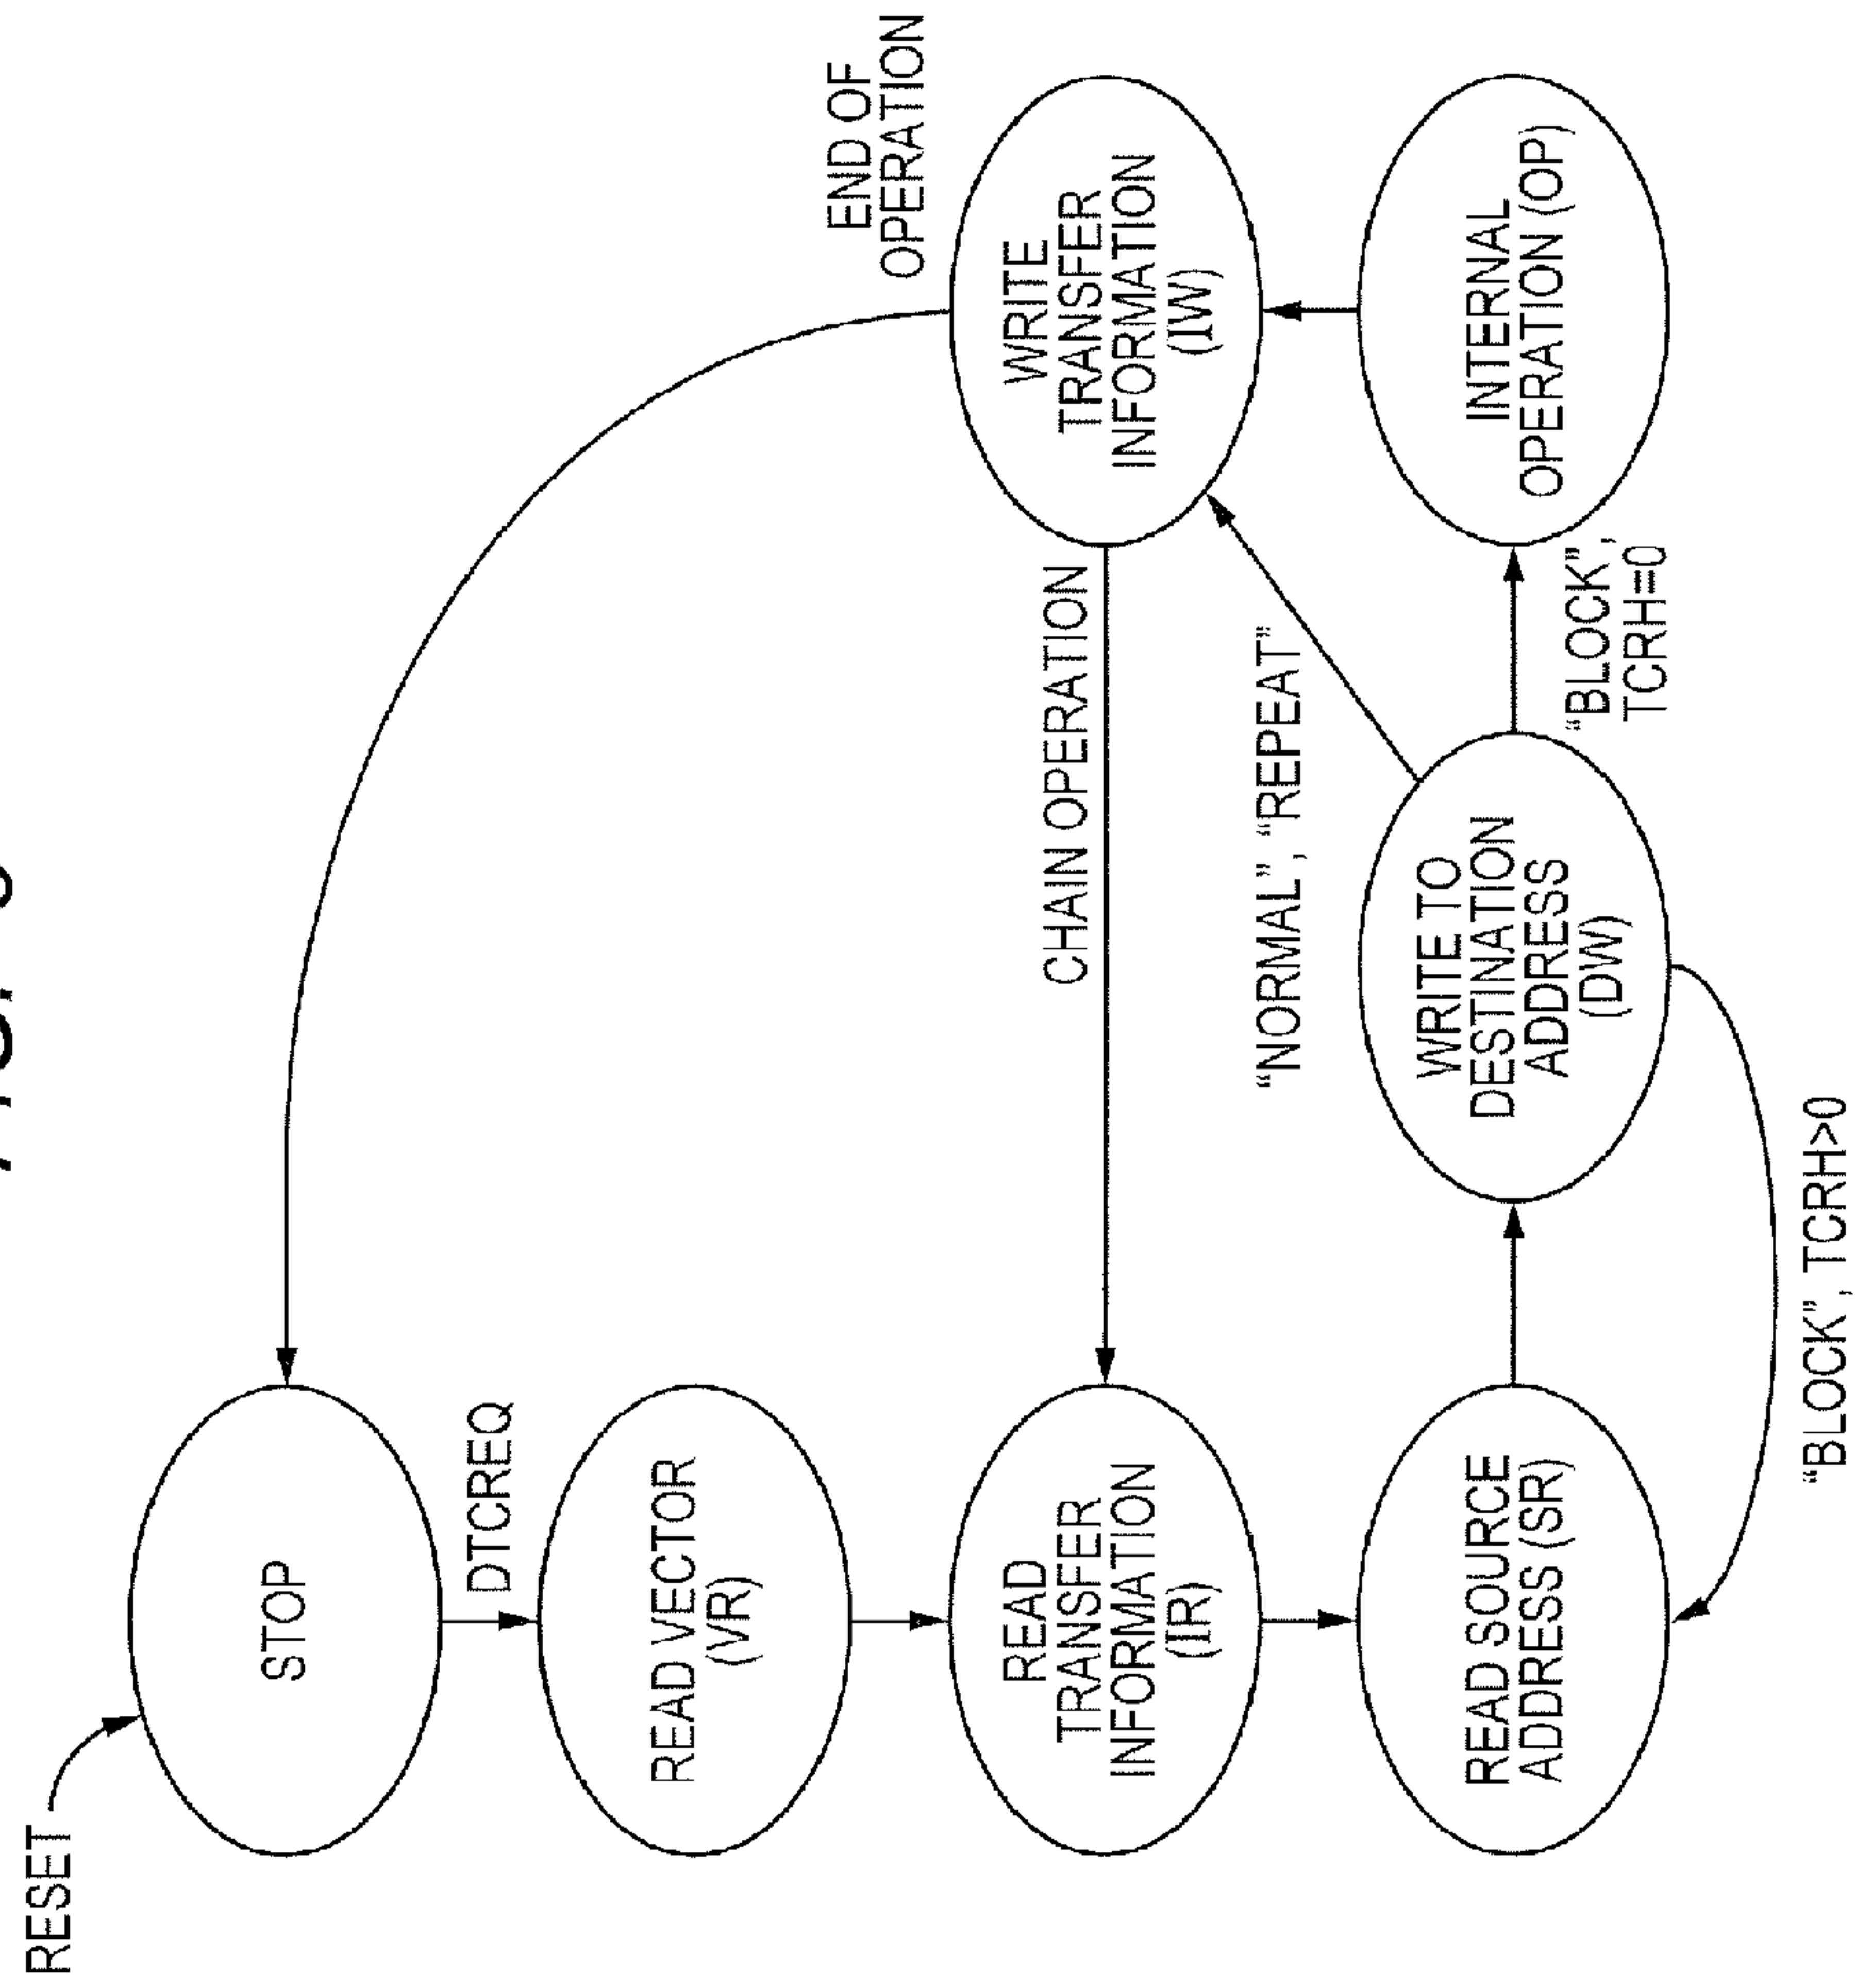 RESET
STOP
DTCREQ
READ VECTOR
(VR)
READ
TRANSFER
INFORMATION
(IR)
READ SOURCE
ADDRESS (SR)
"BLOCK", TCRH>0
WRITE TO
DESTINATION
ADDRESS
(DW)
"NORMAL", "REPEAT"
"BLOCK",
TCRH=0
INTERNAL
OPERATION (OP)
WRITE
TRANSFER
INFORMATION
(IW)
CHAIN OPERATION
END OF
OPERATION